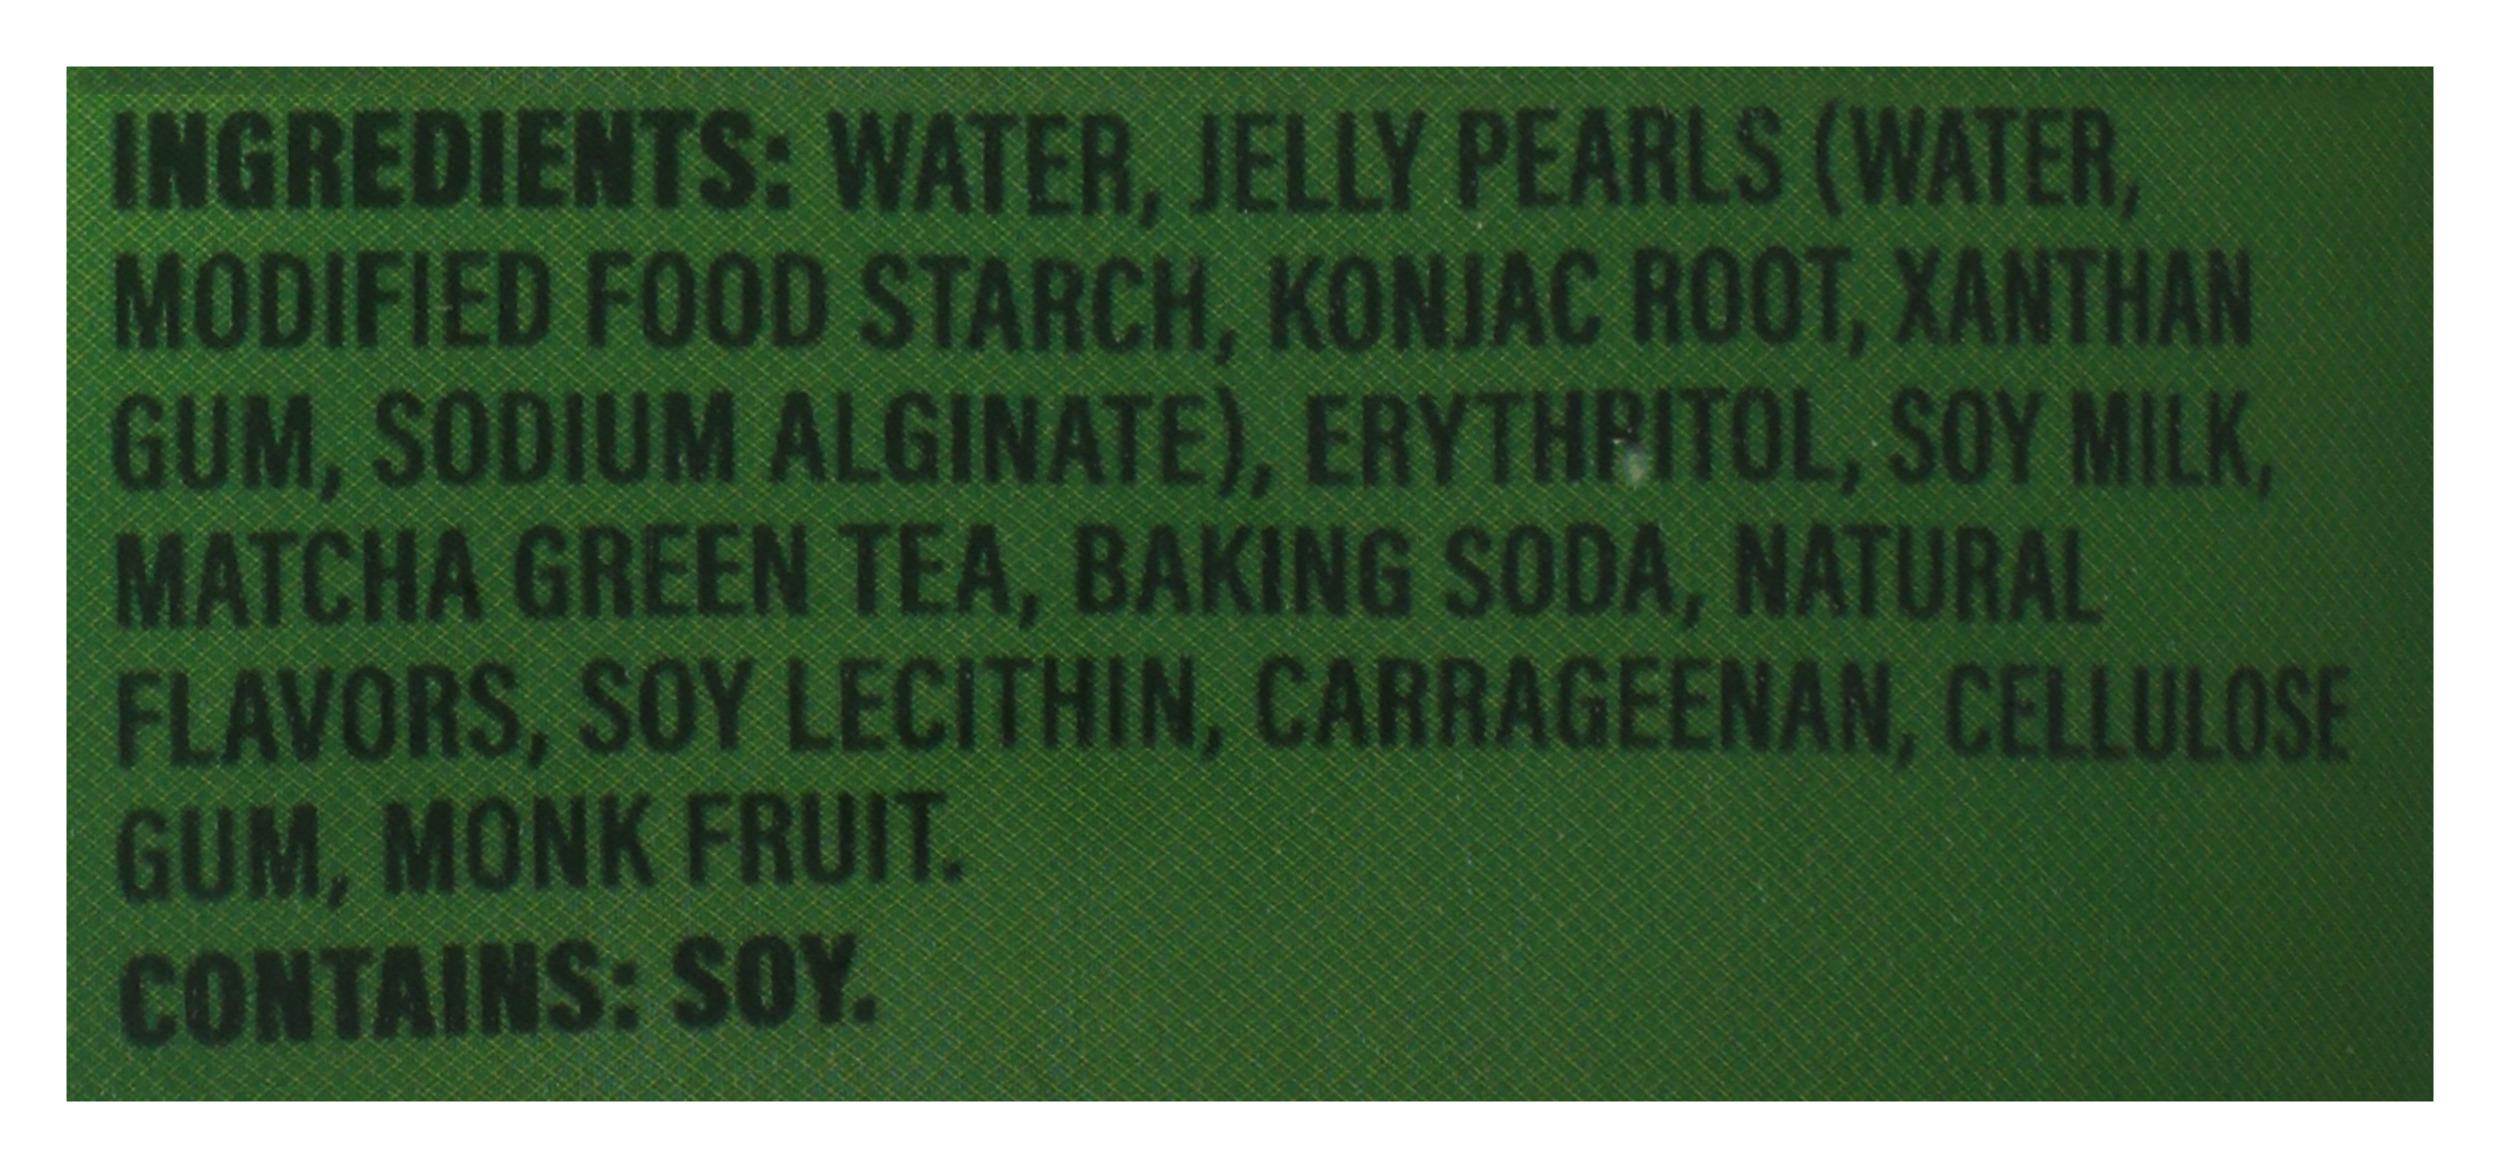 INGREDIENTS: WATER, JELLY PEARLS (WATER,
MODIFIED FOOD STARCH, KONJAC ROOT, XANTHAN
GUM, SODIUM ALGINATE), ERYTHRITOL, SOY MILK,
MATCHA GREEN TEA, BAKING SODA, NATURAL
FLAVORS, SOY LECITHIN, CARRAGEENAN, CELLULOSE
GUM, MONK FRUIT.
CONTAINS: SOY.